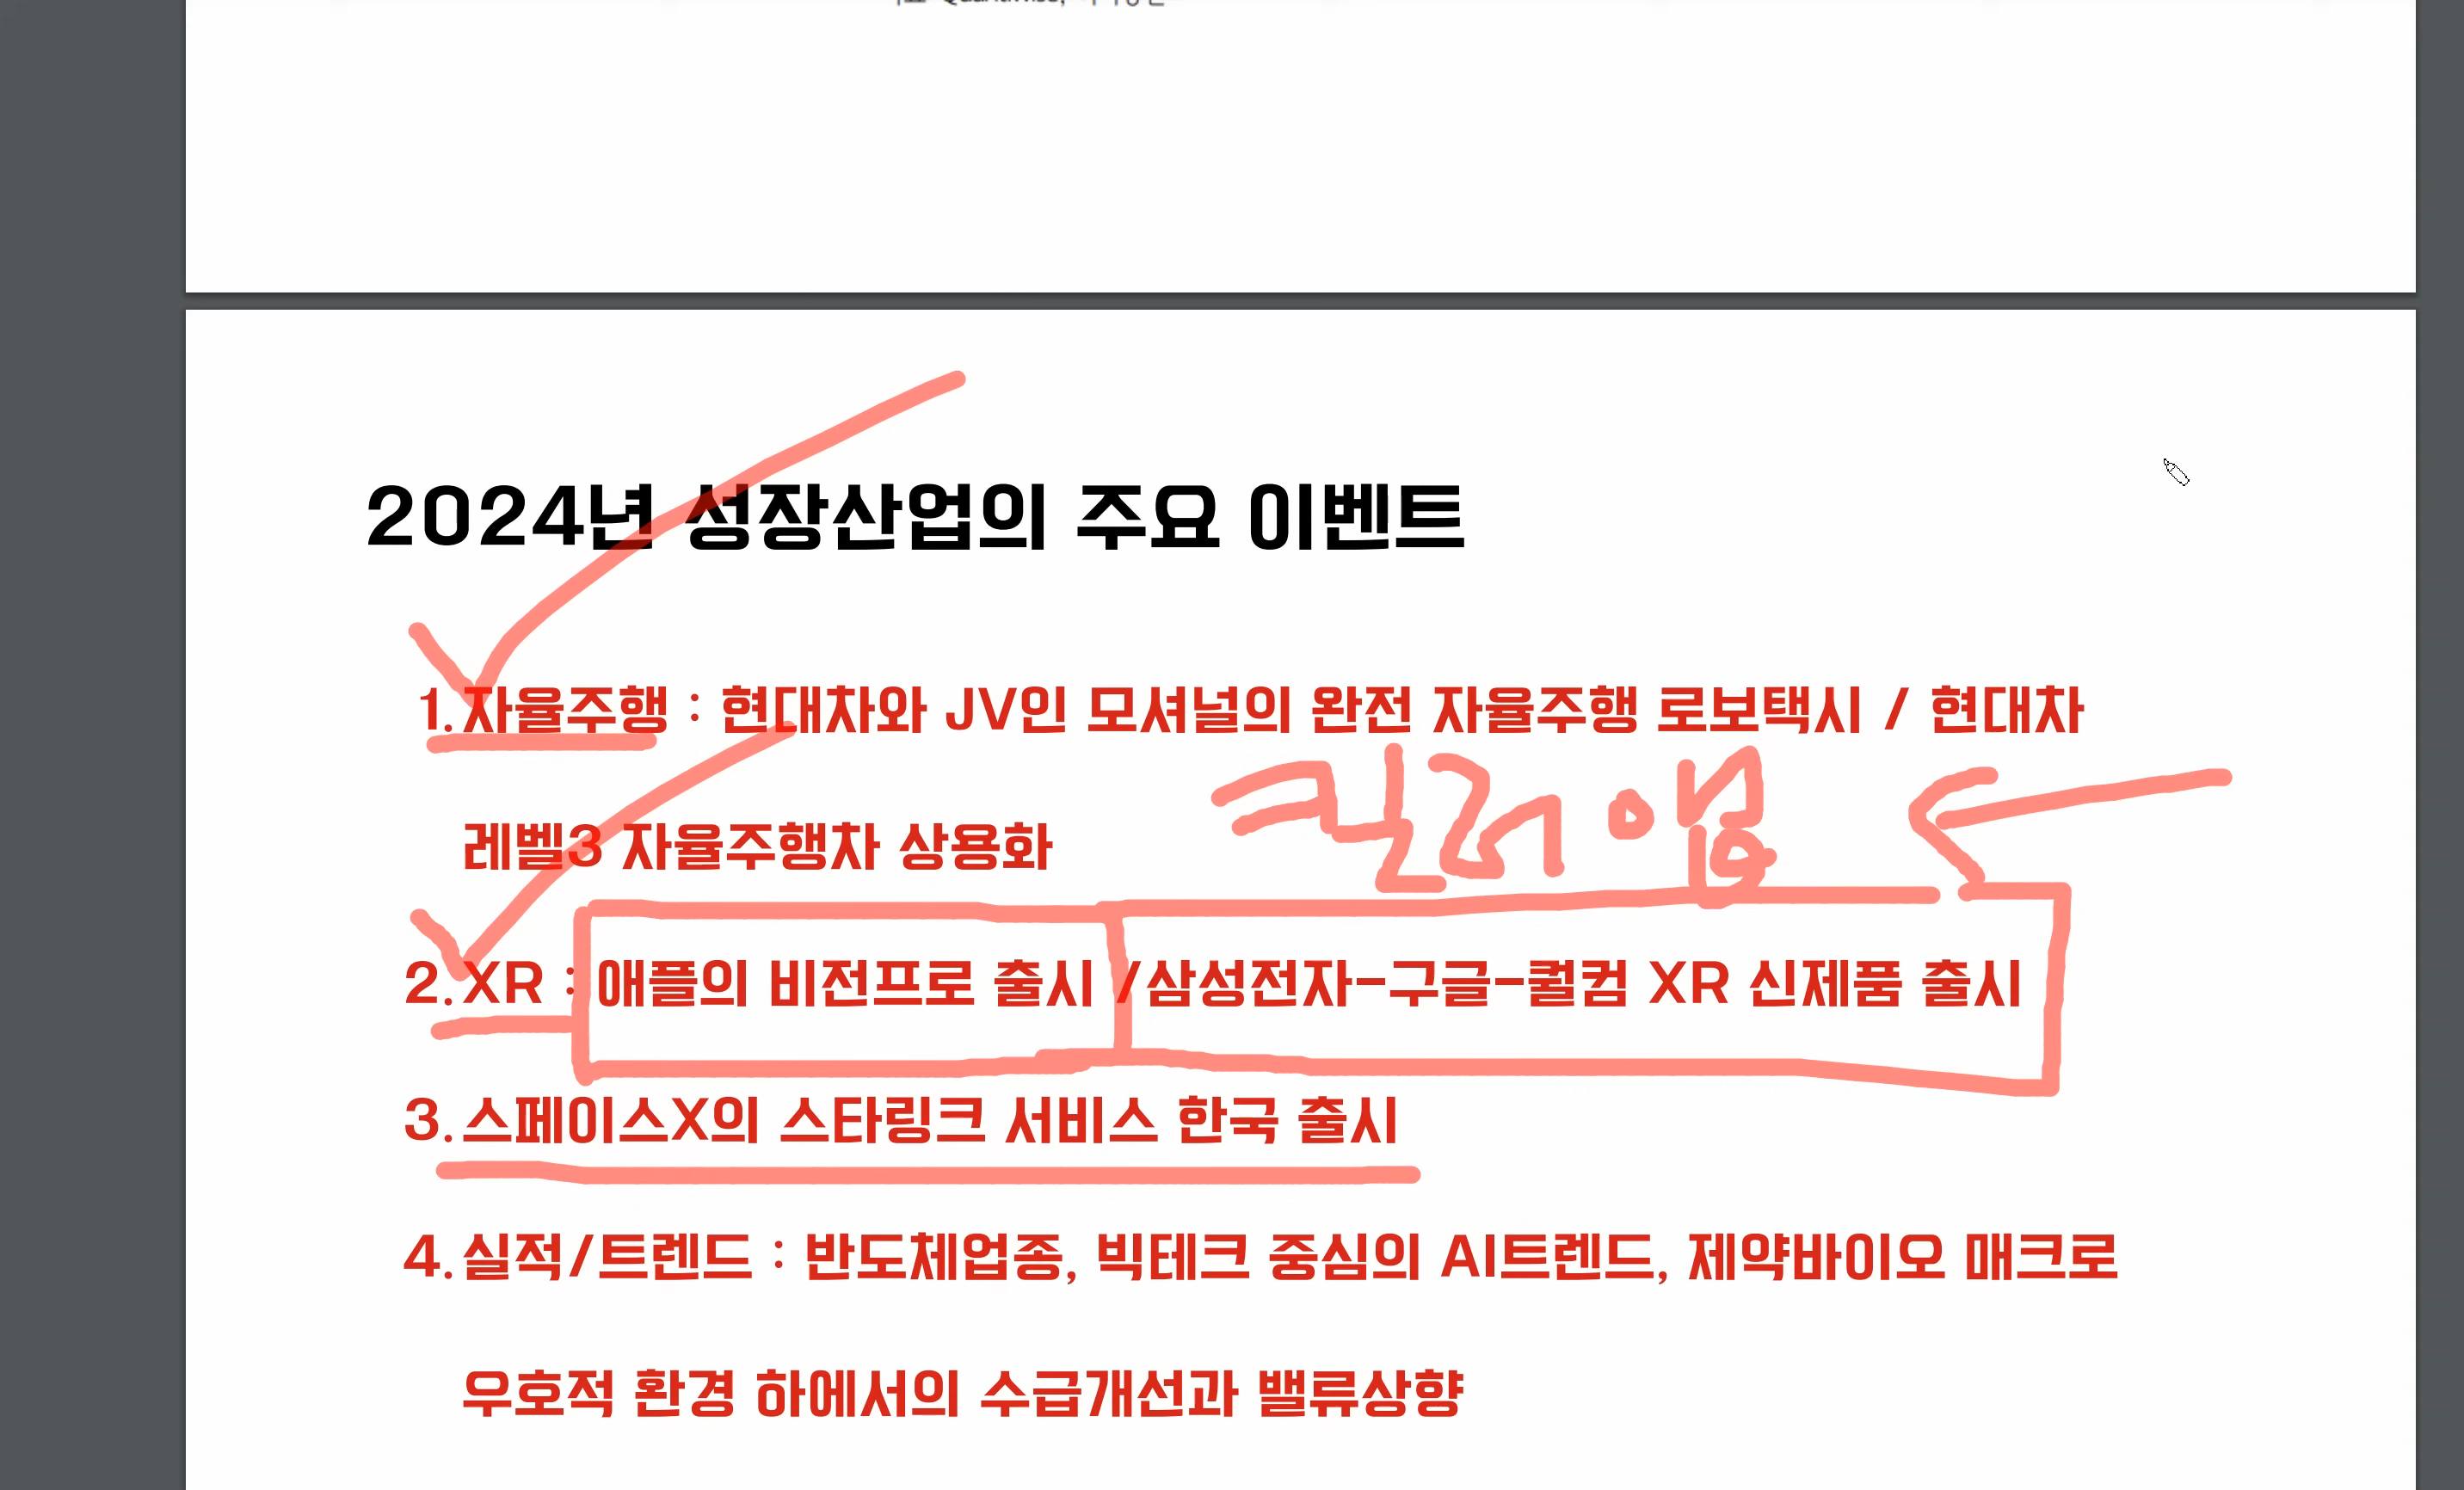 2024년 성장산업의 주요 이벤트
1. 자율주행 : 현대차와 JV인 모셔널의 완전 자율주행 로보택시 / 현대차
레벨3 자율주행차 상용화
2. XR : 애플의 비전프로 출시 / 삼성전자-구글-퀄컴 XR 신제품 출시
3. 스페이스X의 스타링크 서비스 한국 출시
4. 실적/트렌드 : 반도체업종, 빅테크 중심의 AI트렌드, 제약바이오 매크로
우호적 환경 하에서의 수급개선과 밸류상향